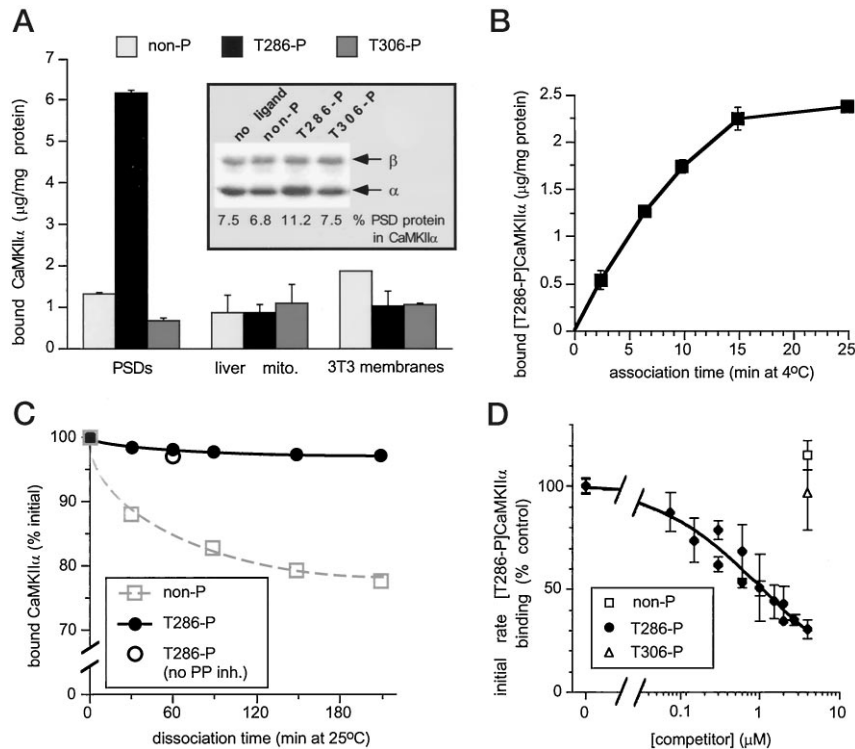 A
non-P T286-P T306-P
bound CaMKIIα (μg/mg protein)
7
6
5
4
3
2
1
0
no ligand
non-P
T286-P
T306-P
β
α
7.5 6.8 11.2 7.5 % PSD protein
in CaMKIIα
PSDs liver mito. 3T3 membranes
B
bound [T286-P]CaMKIIα (μg/mg protein)
2.5
2
1.5
1
0.5
0
0 5 10 15 20 25
association time (min at 4ºC)
C
bound CaMKIIα (% initial)
100
95
90
85
80
75
70
0
non-P
T286-P
T286-P
(no PP inh.)
0 60 120 180
dissociation time (min at 25ºC)
D
initial rate [T286-P]CaMKIIα
binding (% control)
100
50
0
non-P
T286-P
T306-P
0 0.1 1 10
[competitor] (μM)